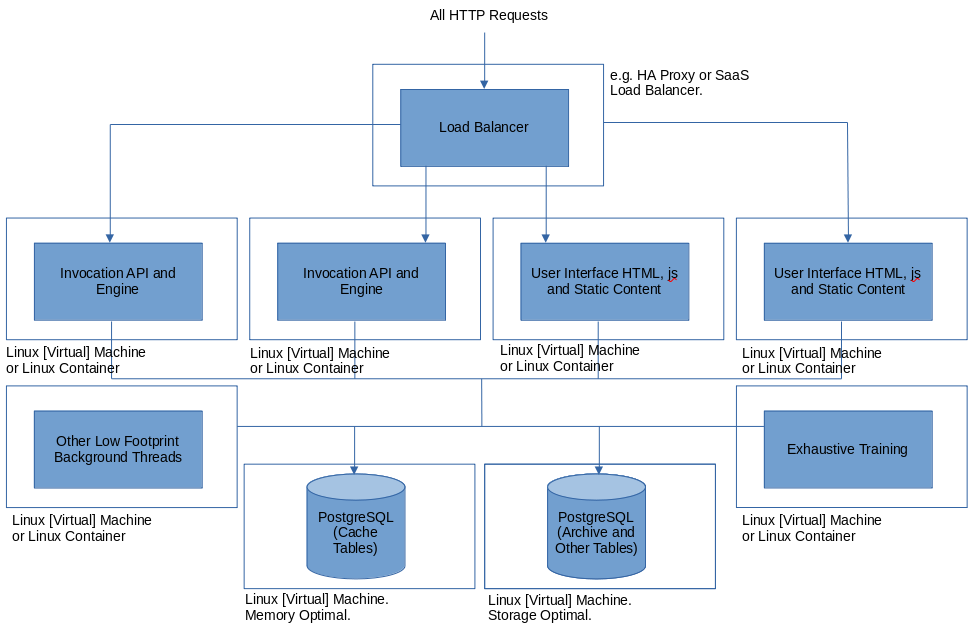 All HTTP Requests
e.g. HA Proxy or SaaS
Load Balancer.
Load Balancer
Invocation API and
Engine
Invocation API and
Engine
User Interface HTML, js
and Static Content
User Interface HTML, js
and Static Content
Linux [Virtual] Machine
or Linux Container
Linux [Virtual] Machine
or Linux Container
Linux [Virtual] Machine
or Linux Container
Linux [Virtual] Machine
or Linux Container
Other Low Footprint
Background Threads
Exhaustive Training
PostgreSQL
(Cache
Tables)
PostgreSQL
(Archive and
Other Tables)
Linux [Virtual] Machine
or Linux Container
Linux [Virtual] Machine
or Linux Container
Linux [Virtual] Machine.
Memory Optimal.
Linux [Virtual] Machine.
Storage Optimal.